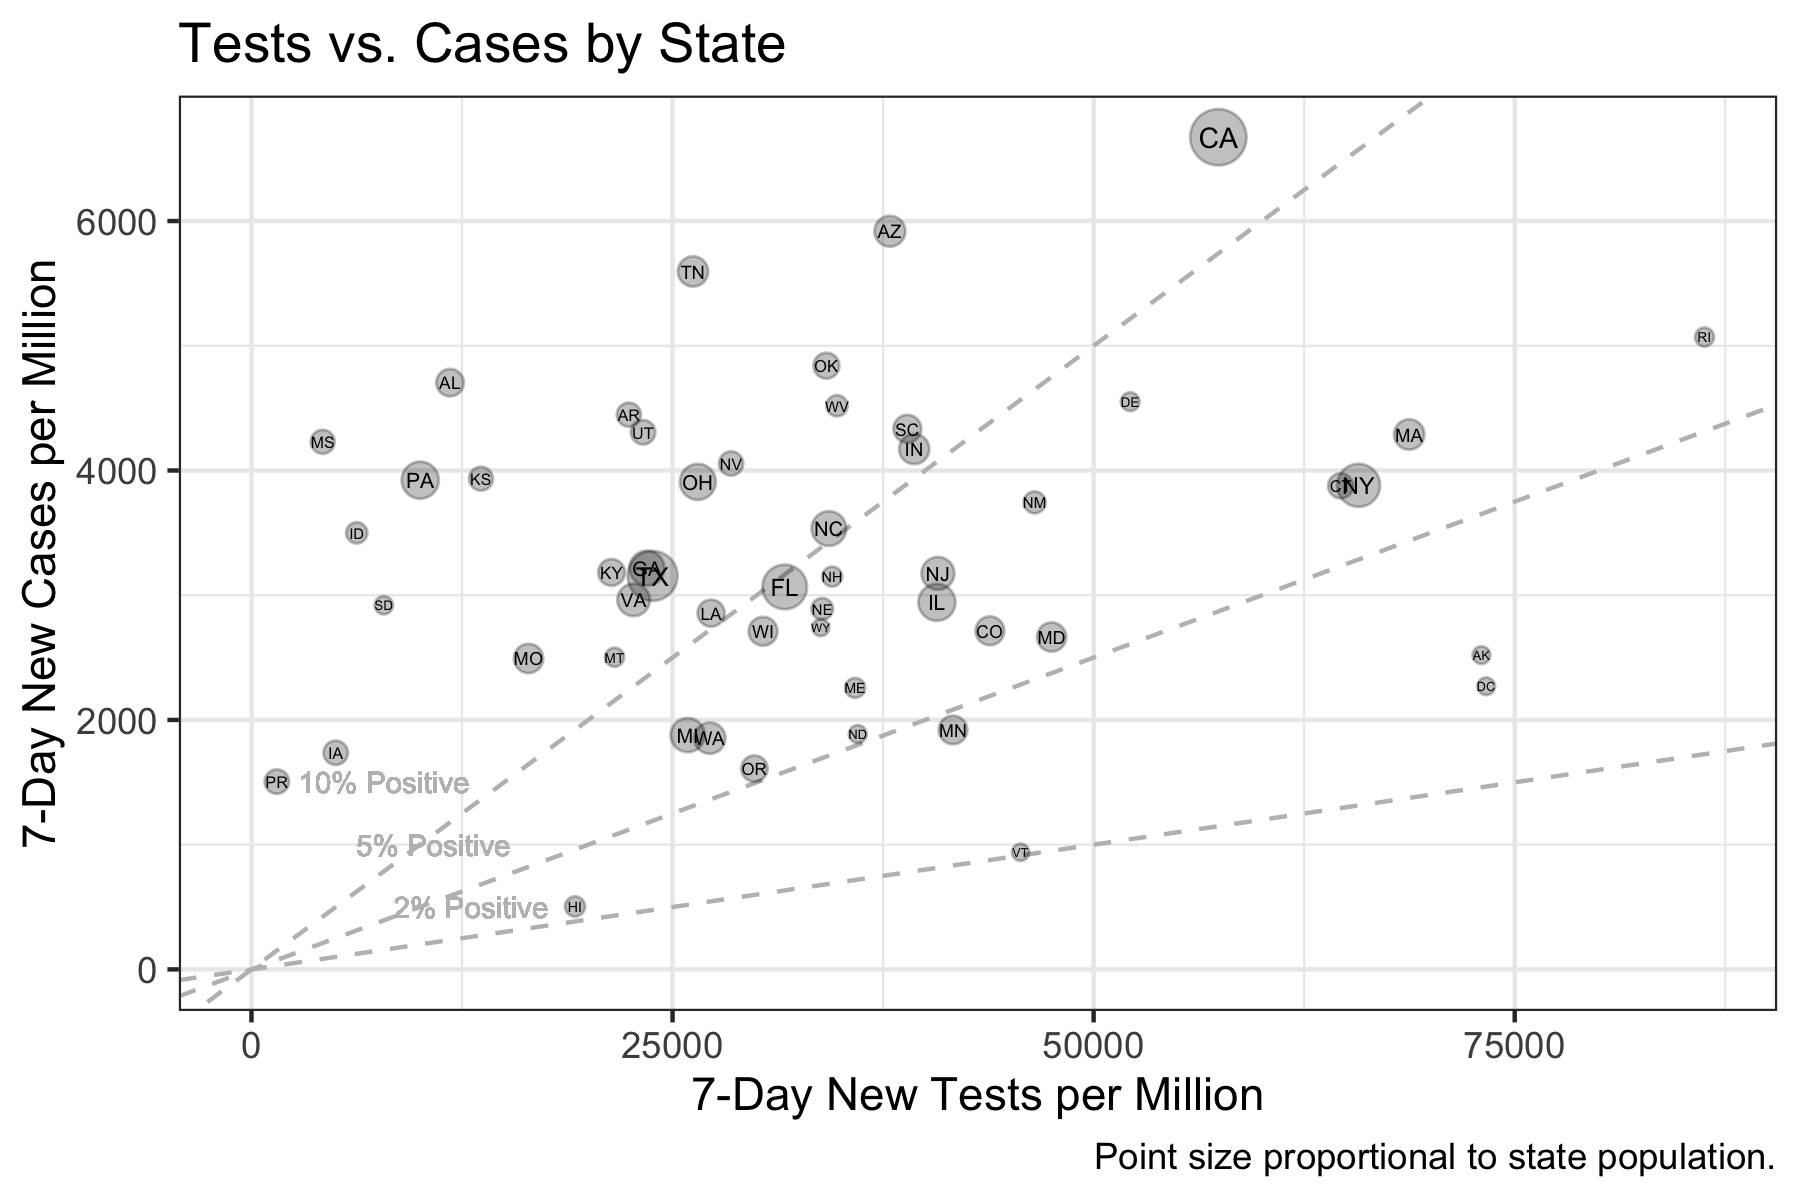 Tests vs. Cases by State
7-Day New Cases per Million
6000
4000
2000
0
CA
AZ
TN
RI
OK
AL
WV
DE
AR
UT
SC
MA
MS
IN
NV
PA
KS
OH
CT
NY
NM
ID
NC
KY
GA
TX
NH
NJ
FL
SD
VA
LA
NE
IL
WI
WY
CO
MD
MO
MT
AK
ME
DC
MI
WA
ND
MN
IA
OR
PR
10% Positive
5% Positive
VT
2% Positive
HI
0
25000
50000
75000
7-Day New Tests per Million
Point size proportional to state population.